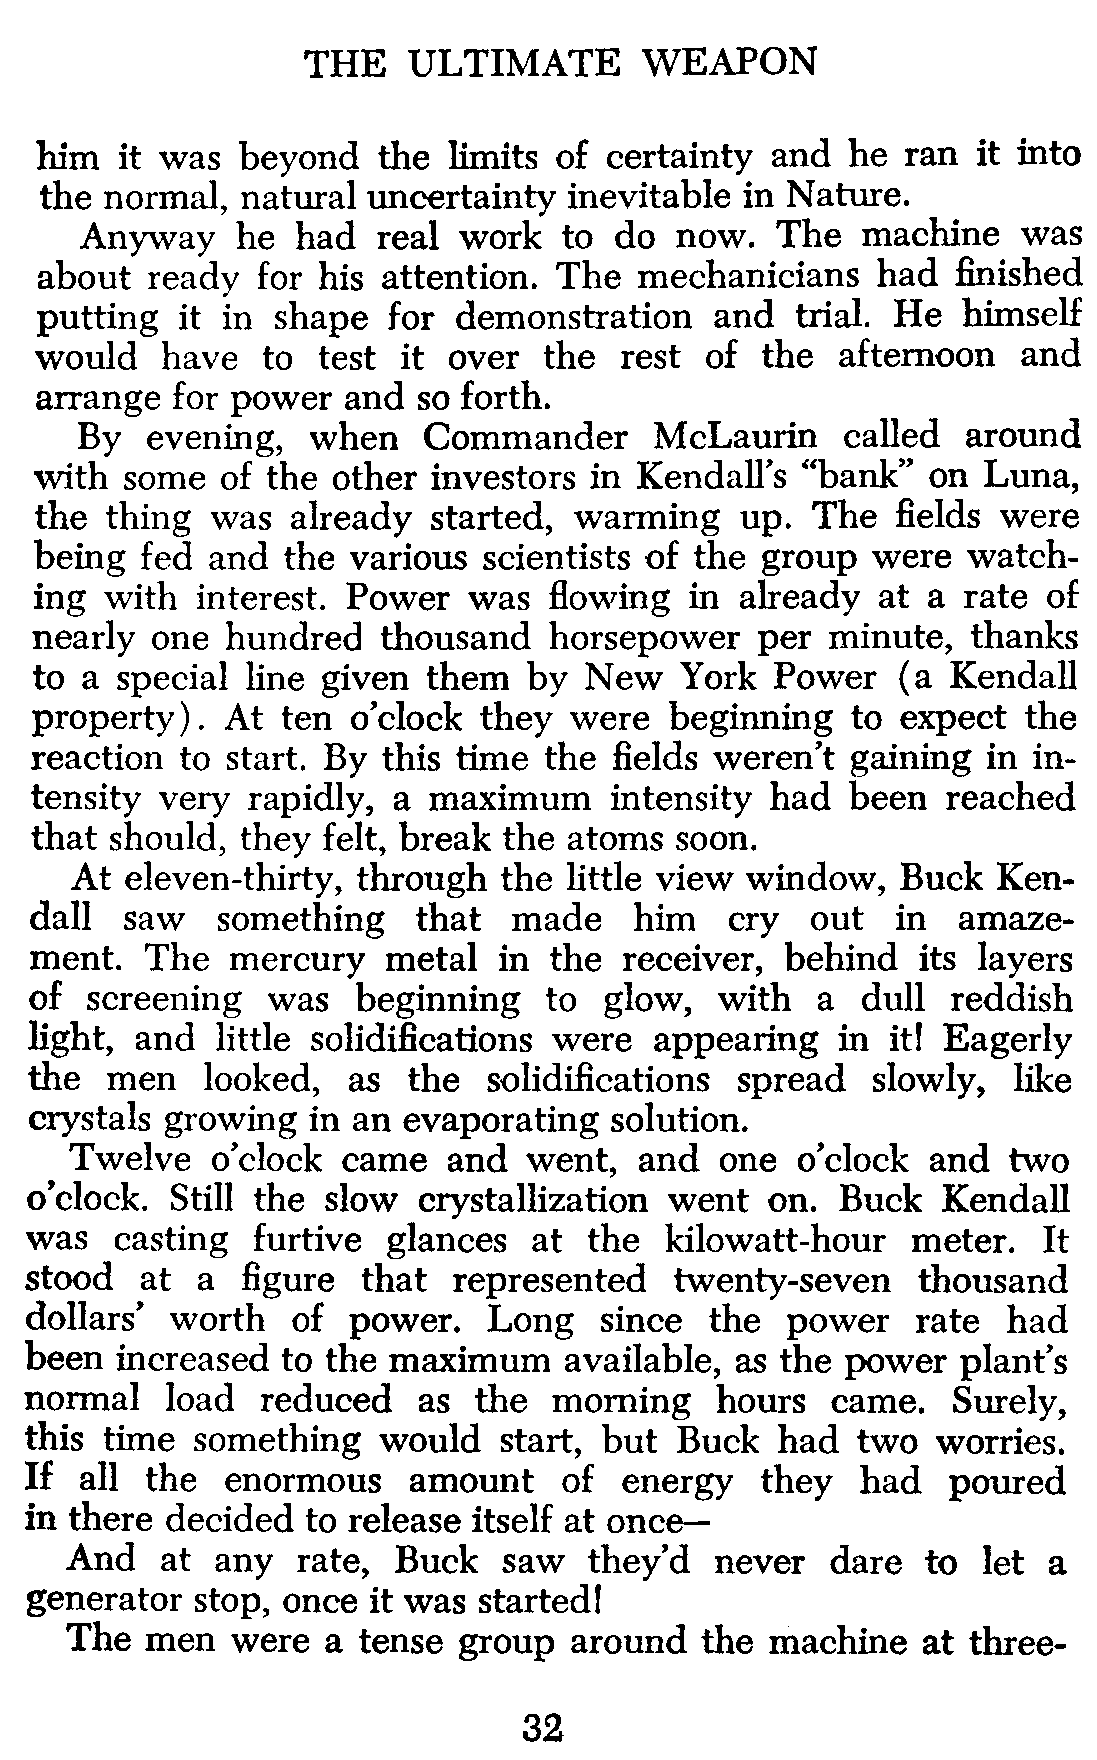 THE ULTIMATE WEAPON
him it was beyond the limits of certainty and he ran it into
the normal, natural uncertainty inevitable in Nature.
Anyway he had real work to do now. The machine was
about ready for his attention. The mechanicians had finished
putting it in shape for demonstration and trial. He himself
would have to test it over the rest of the afternoon and
arrange for power and so forth.
By evening, when Commander McLaurin called around
with some of the other investors in Kendall's “bank” on Luna,
the thing was already started, warming up. The fields were
being fed and the various scientists of the group were watch-
ing with interest. Power was flowing in already at a rate of
nearly one hundred thousand horsepower per minute, thanks
to a special line given them by New York Power (a Kendall
property). At ten o'clock they were beginning to expect the
reaction to start. By this time the fields weren't gaining in in-
tensity very rapidly, a maximum intensity had been reached
that should, they felt, break the atoms soon.
At eleven-thirty, through the little view window, Buck Ken-
dall saw something that made him cry out in amaze-
ment. The mercury metal in the receiver, behind its layers
of screening was beginning to glow, with a dull reddish
light, and little solidifications were appearing in it! Eagerly
the men looked, as the solidifications spread slowly, like
crystals growing in an evaporating solution.
Twelve o'clock came and went, and one o'clock and two
o'clock. Still the slow crystallization went on. Buck Kendall
was casting furtive glances at the kilowatt-hour meter. It
stood at a figure that represented twenty-seven thousand
dollars' worth of power. Long since the power rate had
been increased to the maximum available, as the power plant's
normal load reduced as the morning hours came. Surely,
this time something would start, but Buck had two worries.
If all the enormous amount of energy they had poured
in there decided to release itself at once—
And at any rate, Buck saw they'd never dare to let a
generator stop, once it was started!
The men were a tense group around the machine at three-
32